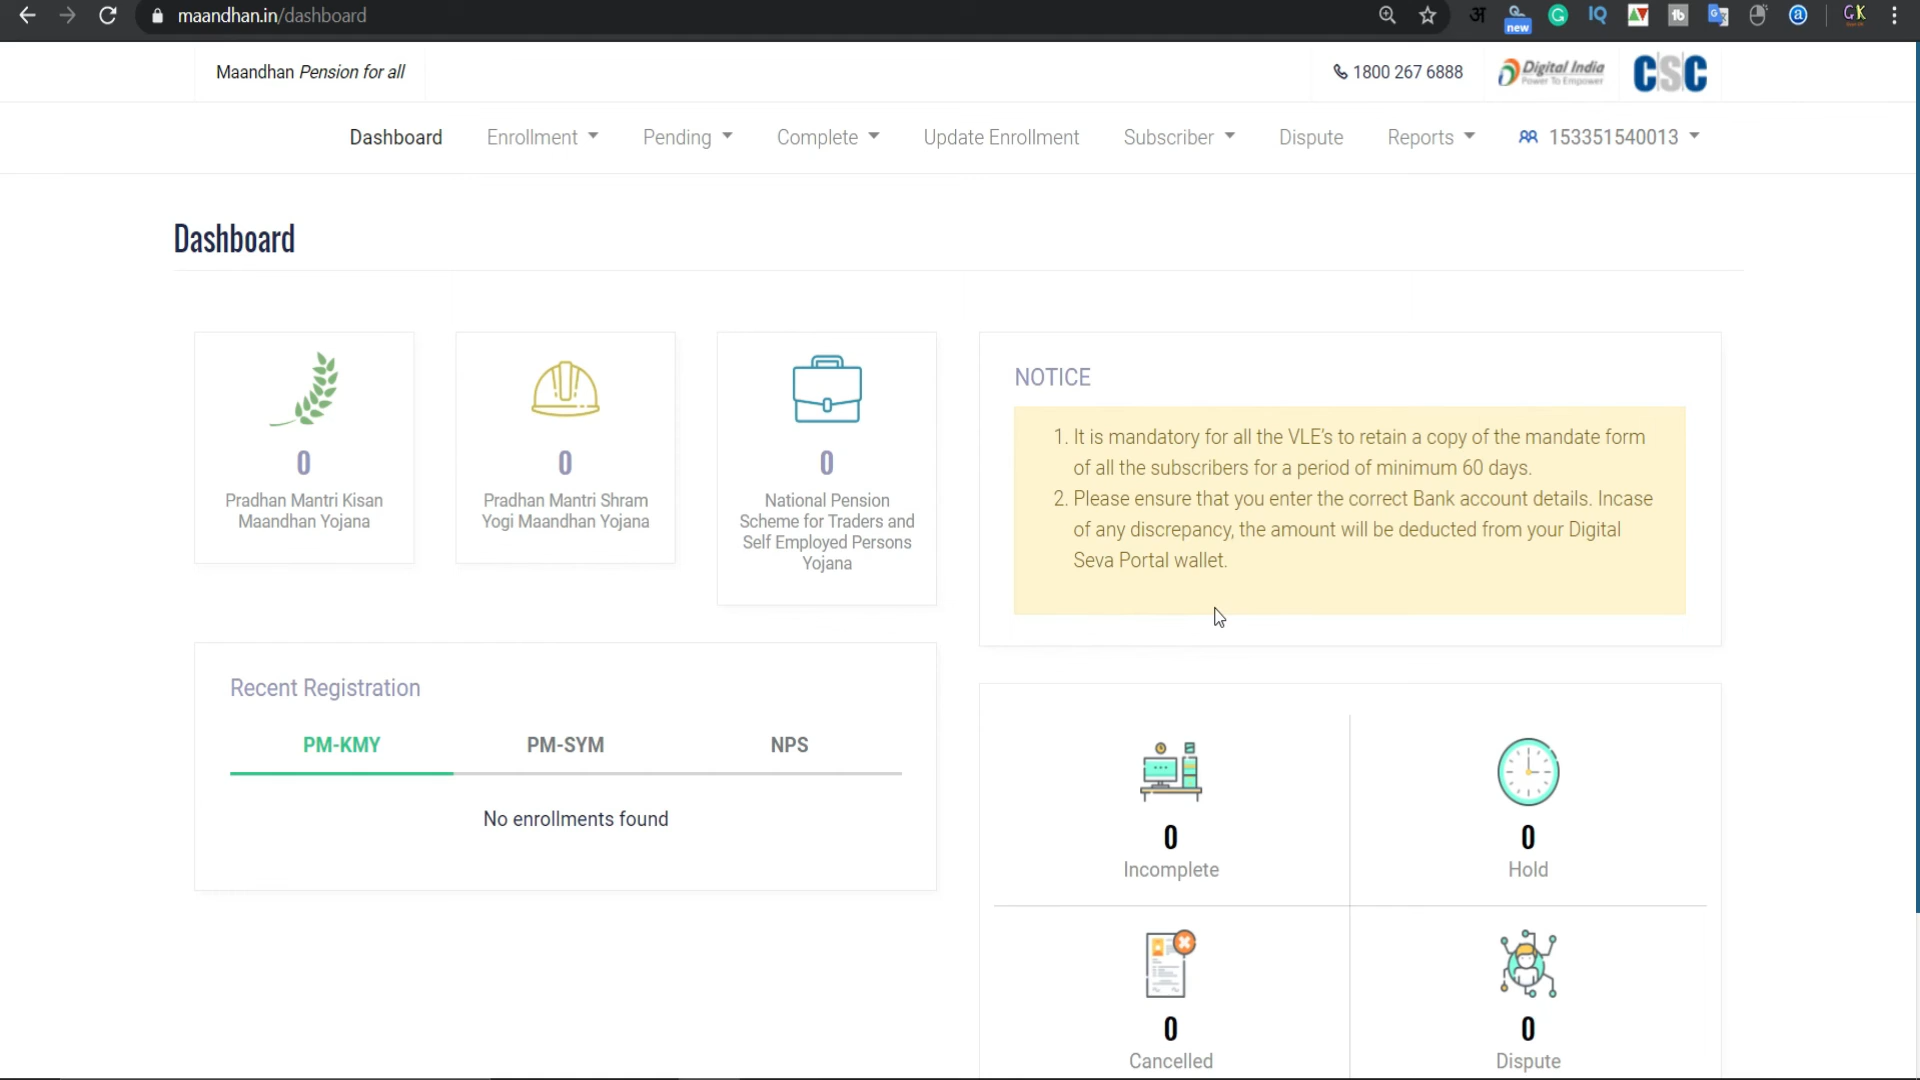 maandhan.in/dashboard
new
GK
Maandhan Pension for all
1800 267 6888
Digital India
Power To Empower
CSC
Dashboard
Enrollment
Pending
Complete
Update Enrollment
Subscriber
Dispute
Reports
153351540013
Dashboard
0
Pradhan Mantri Kisan
Maandhan Yojana
0
Pradhan Mantri Shram
Yogi Maandhan Yojana
0
National Pension
Scheme for Traders and
Self Employed Persons
Yojana
NOTICE
1. It is mandatory for all the VLE's to retain a copy of the mandate form
of all the subscribers for a period of minimum 60 days.
2. Please ensure that you enter the correct Bank account details. Incase
of any discrepancy, the amount will be deducted from your Digital
Seva Portal wallet.
Recent Registration
PM-KMY
PM-SYM
NPS
No enrollments found
0
Incomplete
0
Hold
0
Cancelled
0
Dispute